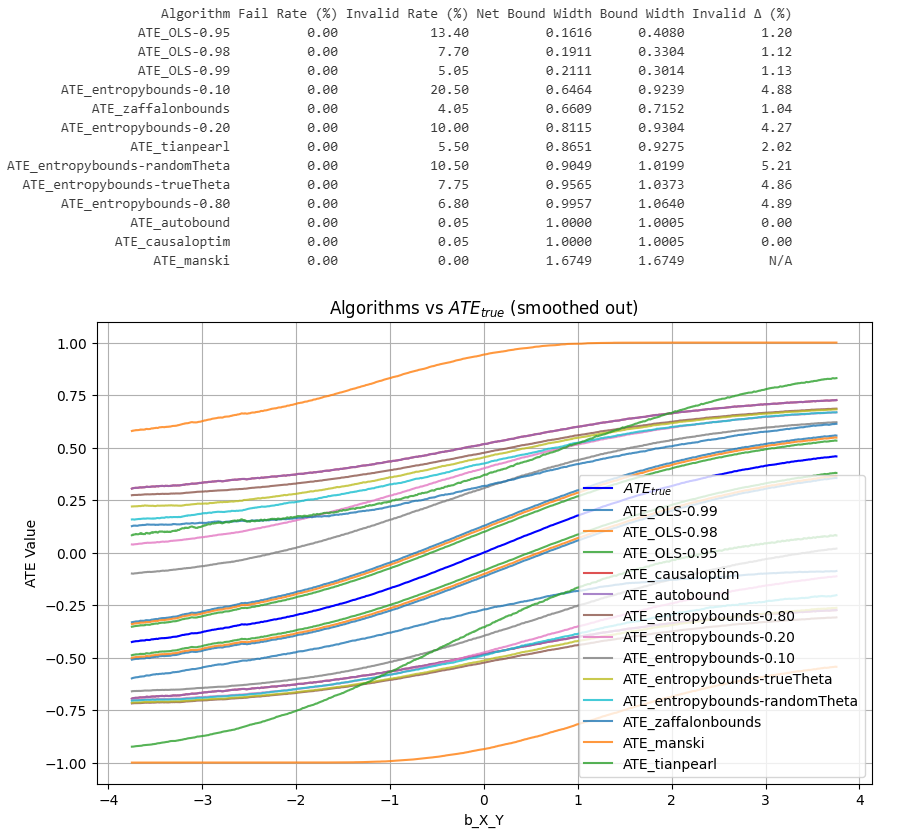 Algorithm Fail Rate (%) Invalid Rate (%) Net Bound Width Bound Width Invalid Δ (%)
ATE_OLS-0.95 0.00 13.40 0.1616 0.4080 1.20
ATE_OLS-0.98 0.00 7.70 0.1911 0.3304 1.12
ATE_OLS-0.99 0.00 5.05 0.2111 0.3014 1.13
ATE_entropybounds-0.10 0.00 20.50 0.6464 0.9239 4.88
ATE_zaffalonbounds 0.00 4.05 0.6609 0.7152 1.04
ATE_entropybounds-0.20 0.00 10.00 0.8115 0.9304 4.27
ATE_tianpearl 0.00 5.50 0.8651 0.9275 2.02
ATE_entropybounds-randomTheta 0.00 10.50 0.9049 1.0199 5.21
ATE_entropybounds-trueTheta 0.00 7.75 0.9565 1.0373 4.86
ATE_entropybounds-0.80 0.00 6.80 0.9957 1.0640 4.89
ATE_autobound 0.00 0.05 1.0000 1.0005 0.00
ATE_causaloptim 0.00 0.05 1.0000 1.0005 0.00
ATE_manski 0.00 0.00 1.6749 1.6749 N/A
Algorithms vs ATE_true (smoothed out)
1.00
0.75
0.50
0.25
0.00
−0.25
−0.50
−0.75
−1.00
ATE Value
ATE_true
ATE_OLS-0.99
ATE_OLS-0.98
ATE_OLS-0.95
ATE_causaloptim
ATE_autobound
ATE_entropybounds-0.80
ATE_entropybounds-0.20
ATE_entropybounds-0.10
ATE_entropybounds-trueTheta
ATE_entropybounds-randomTheta
ATE_zaffalonbounds
ATE_manski
ATE_tianpearl
−4 −3 −2 −1 0 1 2 3 4
b_X_Y